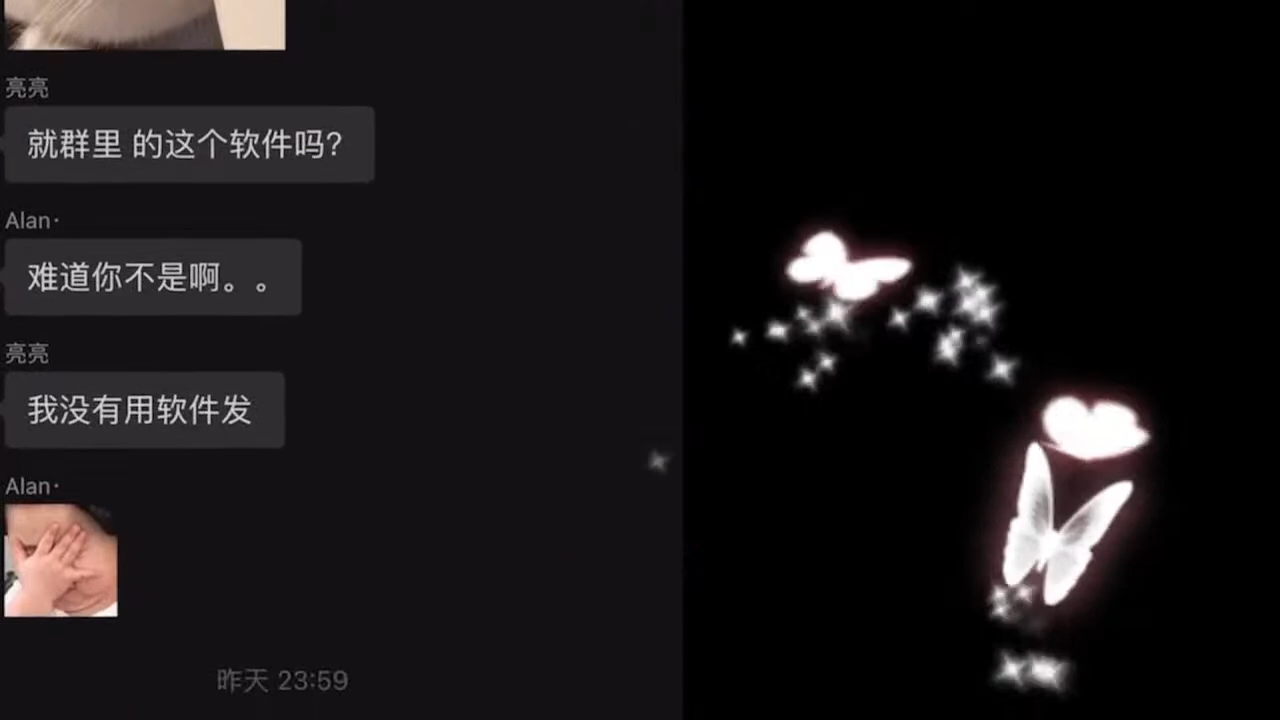 亮亮
就群里 的这个软件吗?
Alan·
难道你不是啊。。
亮亮
我没有用软件发
Alan·
昨天 23:59